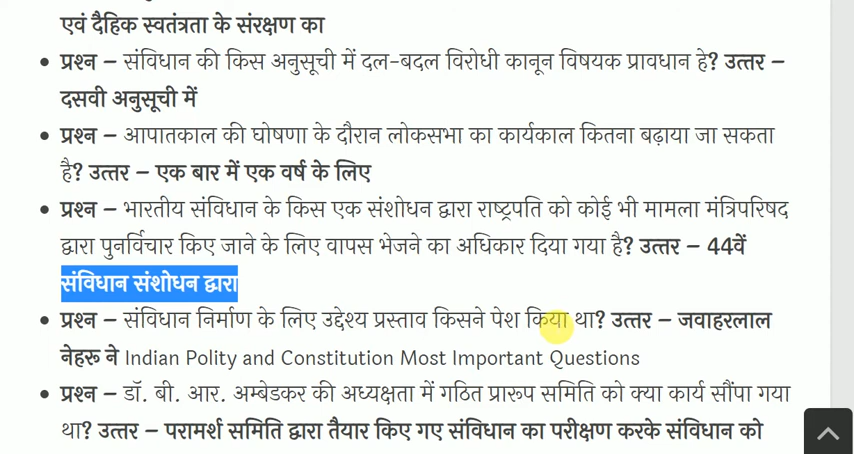 एवं दैहिक स्वतंत्रता के संरक्षण का
प्रश्न – संविधान की किस अनुसूची में दल-बदल विरोधी कानून विषयक प्रावधान हे? उत्तर –
दसवी अनुसूची में
प्रश्न – आपातकाल की घोषणा के दौरान लोकसभा का कार्यकाल कितना बढ़ाया जा सकता
है? उत्तर – एक बार में एक वर्ष के लिए
प्रश्न – भारतीय संविधान के किस एक संशोधन द्वारा राष्ट्रपति को कोई भी मामला मंत्रिपरिषद
द्वारा पुनर्विचार किए जाने के लिए वापस भेजने का अधिकार दिया गया है? उत्तर – 44वें
संविधान संशोधन द्वारा
प्रश्न – संविधान निर्माण के लिए उद्देश्य प्रस्ताव किसने पेश किया था? उत्तर – जवाहरलाल
नेहरू ने Indian Polity and Constitution Most Important Questions
प्रश्न – डॉ. बी. आर. अम्बेडकर की अध्यक्षता में गठित प्रारूप समिति को क्या कार्य सौंपा गया
था? उत्तर – परामर्श समिति द्वारा तैयार किए गए संविधान का परीक्षण करके संविधान को